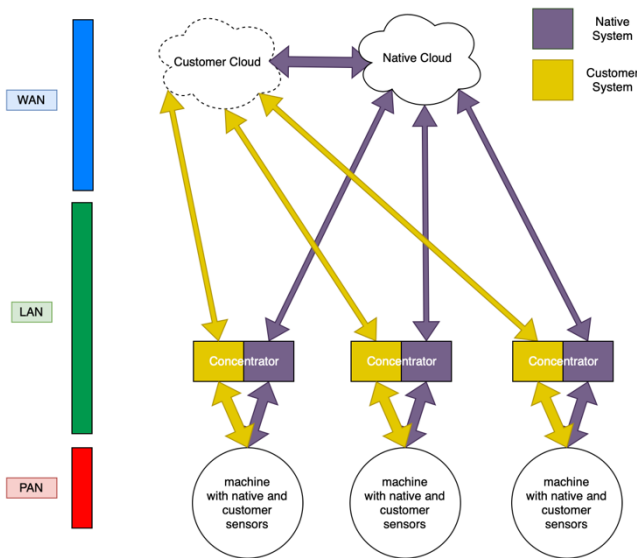 Native
System
Customer
System
Customer Cloud
Native Cloud
WAN
LAN
Concentrator
Concentrator
Concentrator
PAN
machine
with native and
customer
sensors
machine
with native and
customer
sensors
machine
with native and
customer
sensors